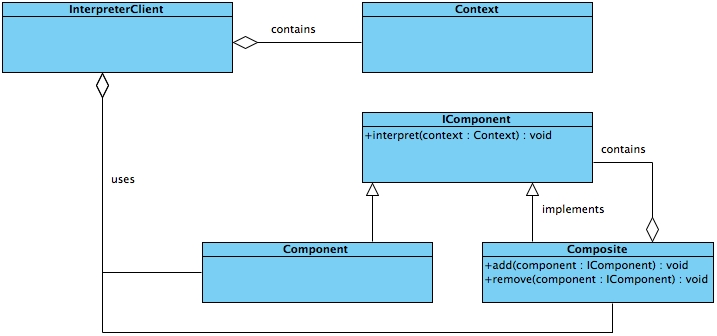 InterpreterClient
contains
Context
IComponent
+interpret(context : Context) : void
contains
uses
implements
Component
Composite
+add(component : IComponent) : void
+remove(component : IComponent) : void